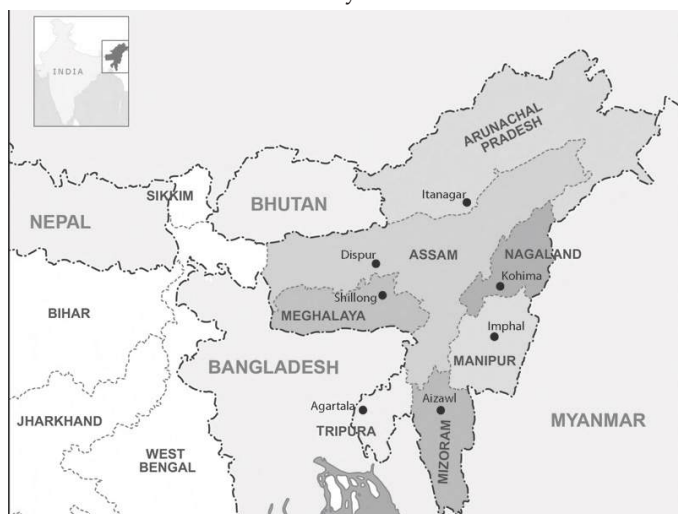 INDIA
ARUNACHAL
PRADESH
SIKKIM
Itanagar
NEPAL
BHUTAN
Dispur
ASSAM
NAGALAND
Kohima
Shillong
BIHAR
MEGHALAYA
Imphal
MANIPUR
BANGLADESH
Agartala
Aizawl
JHARKHAND
TRIPURA
MYANMAR
WEST
BENGAL
MIZORAM